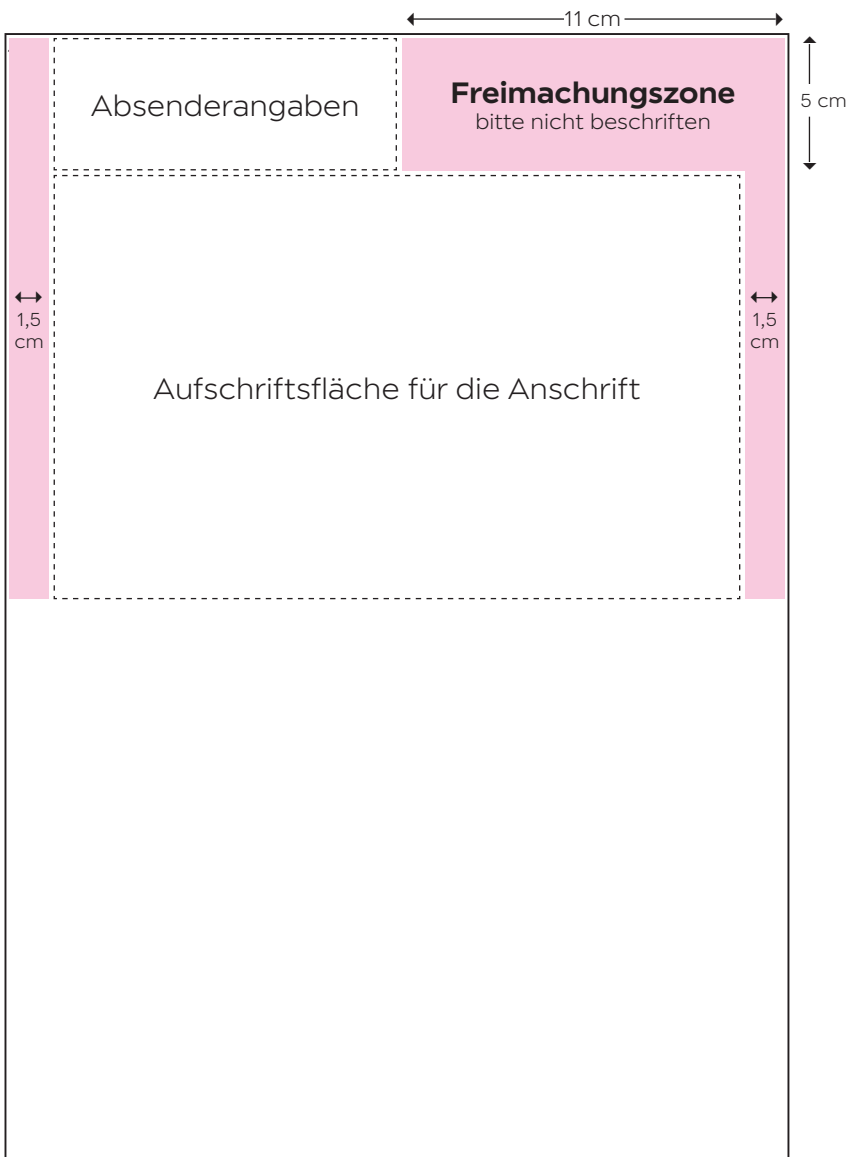 11 cm
Absenderangaben
Freimachungszone
bitte nicht beschriften
5 cm
1,5
cm
1,5
cm
Aufschriftsfläche für die Anschrift